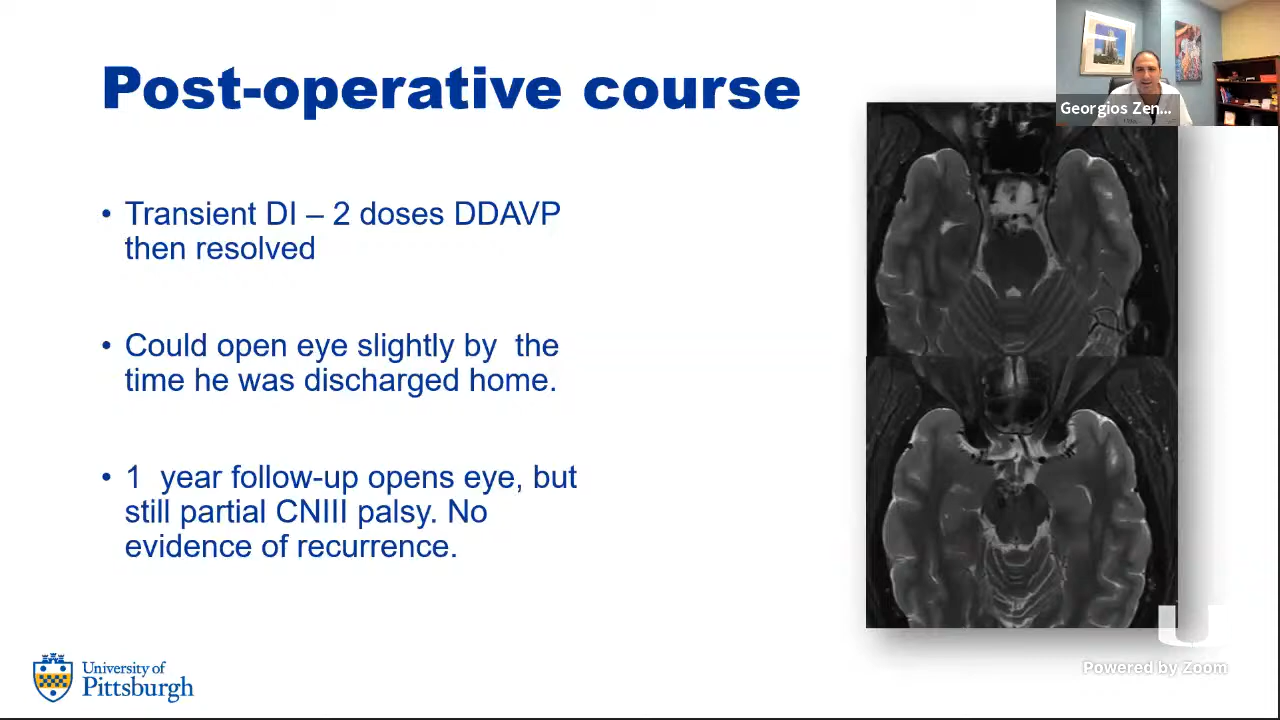 Post-operative course
Georgios Zen...
• Transient DI – 2 doses DDAVP
then resolved
• Could open eye slightly by  the
time he was discharged home.
• 1  year follow-up opens eye, but
still partial CNIII palsy. No
evidence of recurrence.
University of
Pittsburgh
Powered by Zoom